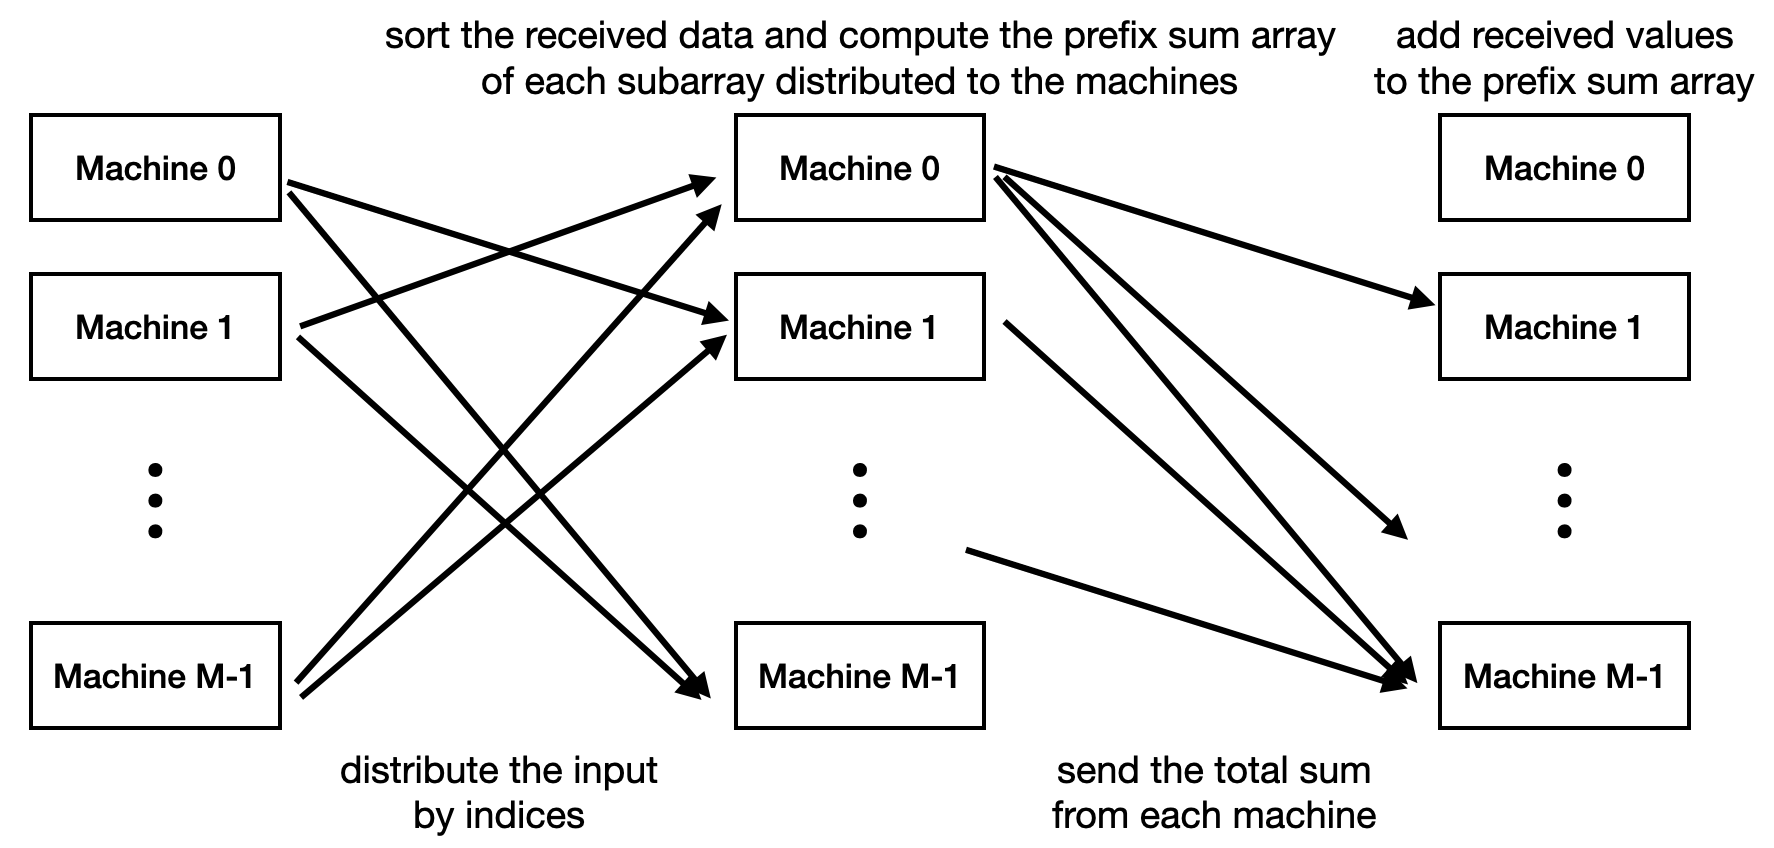 sort the received data and compute the prefix sum array
of each subarray distributed to the machines
add received values
to the prefix sum array
Machine 0
Machine 0
Machine 0
Machine 1
Machine 1
Machine 1
Machine M-1
Machine M-1
Machine M-1
distribute the input
by indices
send the total sum
from each machine